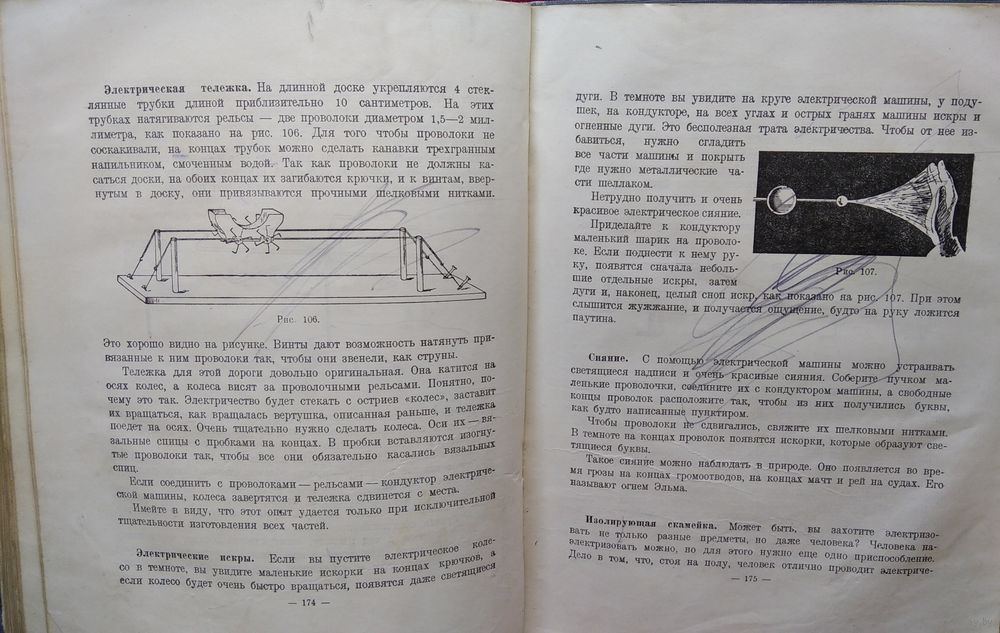 Электрическая тележка. На длинной доске укрепляются 4 стек-
лянные трубки длиной приблизительно 10 сантиметров. На этих
трубках натягиваются рельсы — две проволоки диаметром 1,5—2 мил-
лиметра, как показано на рис. 106. Для того чтобы проволоки не
соскакивали, на концах трубок можно сделать канавки трехгранным
напильником, смоченным водой. Так как проволоки не должны ка-
саться доски, на обоих концах их загибаются крючки, и к винтам, ввер-
нутым в доску, они привязываются прочными шелковыми нитками.
Рис. 106.
Это хорошо видно на рисунке. Винты дают возможность натянуть при-
вязанные к ним проволоки так, чтобы они звенели, как струны.
Тележка для этой дороги довольно оригинальная. Она катится на
осях колес, а колеса висят за проволочными рельсами. Понятно, по-
чему это так. Электричество будет стекать с остриев «колес», заставит
их вращаться, как вращалась вертушка, описанная раньше, и тележка
поедет на осях. Очень тщательно нужно сделать колеса. Оси их — вя-
зальные спицы с пробками на концах. В пробки вставляются изогну-
тые проволоки так, чтобы все они обязательно касались вязальных
спиц.
Если соединить с проволоками — рельсами — кондуктор электриче-
ской машины, колеса завертятся и тележка сдвинется с места.
Имейте в виду, что этот опыт удается только при исключительной
тщательности изготовления всех частей.
Электрические искры. Если вы пустите электрическое коле-
со в темноте, вы увидите маленькие искорки на концах крючков, а
если колесо будет очень быстро вращаться, появятся даже светящиеся
— 174 —
дуги. В темноте вы увидите на круге электрической машины, у поду-
шек, на кондукторе, на всех углах и острых гранях машины искры и
огненные дуги. Это бесполезная трата электричества. Чтобы от нее из-
бавиться, нужно сгладить
все части машины и покрыть
где нужно металлические ча-
сти шеллаком.
Нетрудно получить и очень
красивое электрическое сияние.
Приделайте к кондуктору
маленький шарик на проволо-
ке. Если поднести к нему ру-
ку, появятся сначала неболь-
шие отдельные искры, затем
дуги и, наконец, целый сноп искр, как показано на рис. 107. При этом
слышится жужжание, и получается ощущение, будто на руку ложится
паутина.
Рис. 107.
Сияние. С помощью электрической машины можно устраивать
светящиеся надписи и очень красивые сияния. Соберите пучком ма-
ленькие проволочки, соедините их с кондуктором машины, а свободные
концы проволок расположите так, чтобы из них получились буквы,
как будто написанные пунктиром.
Чтобы проволоки не сдвигались, свяжите их шелковыми нитками.
В темноте на концах проволок появятся искорки, которые образуют све-
тящиеся буквы.
Такое сияние можно наблюдать в природе. Оно появляется во вре-
мя грозы на концах громоотводов, на концах мачт и рей на судах. Его
называют огнем Эльма.
Изолирующая скамейка. Может быть, вы захотите электризо-
вать не только разные предметы, но даже человека? Человека на-
электризовать можно, но для этого нужно еще одно приспособление.
Дело в том, что, стоя на полу, человек отлично проводит электриче-
— 175 —